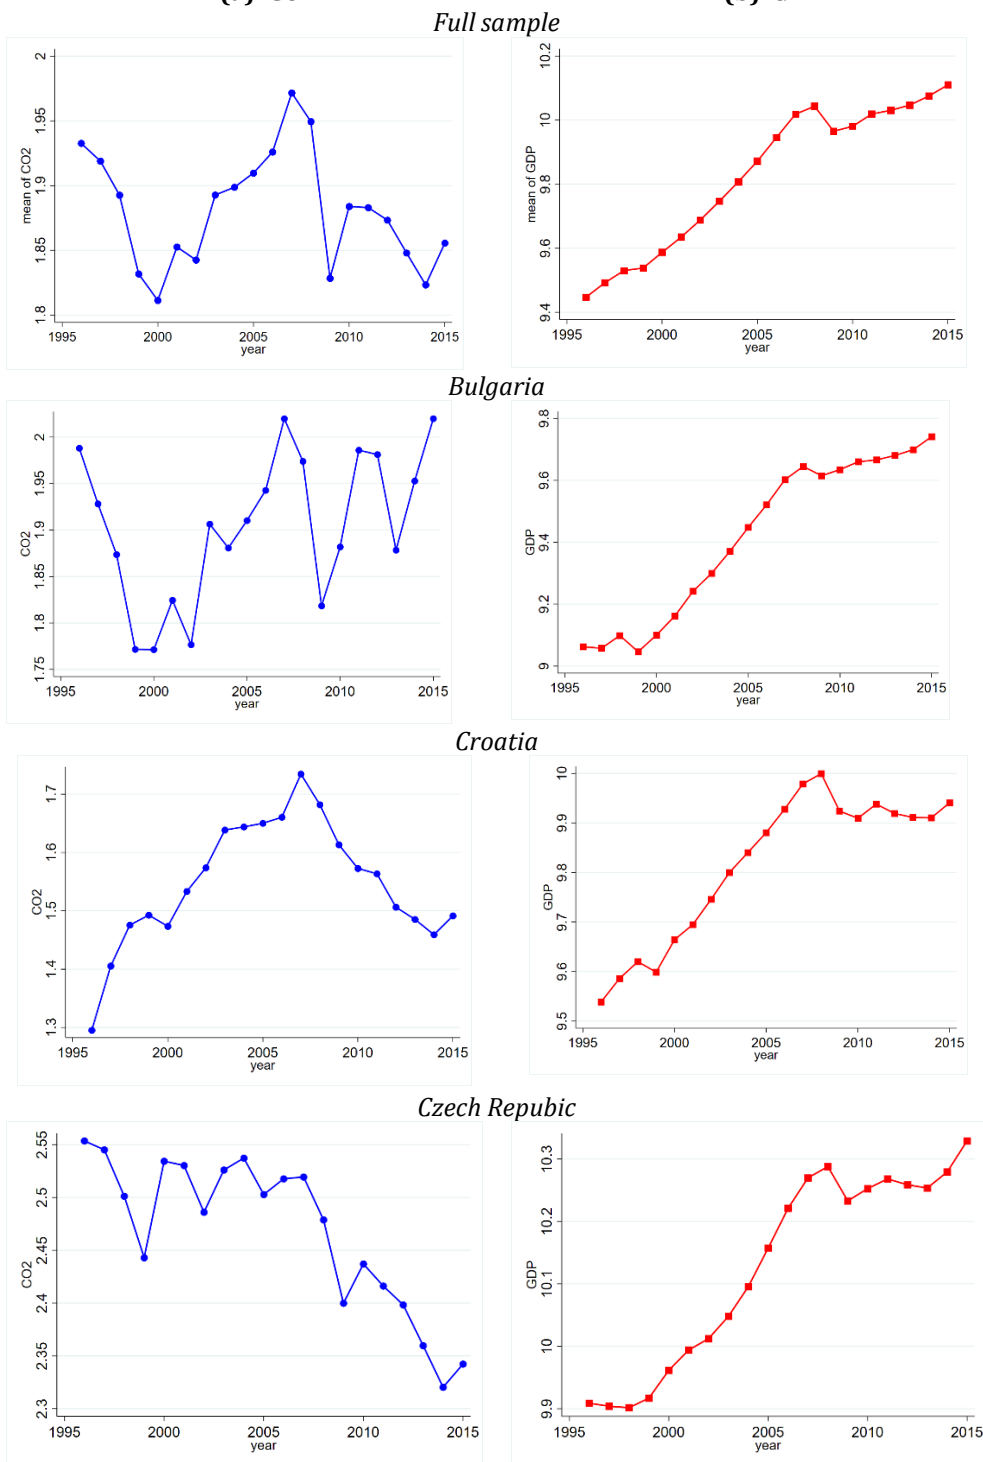 Full sample
mean of CO2
2
1.95
1.9
1.85
1.8
1995 2000 2005 2010 2015
year
mean of GDP
10.2
10
9.8
9.6
9.4
1995 2000 2005 2010 2015
year
Bulgaria
CO2
2
1.95
1.9
1.85
1.8
1.75
1995 2000 2005 2010 2015
year
GDP
9.8
9.6
9.4
9.2
9
1995 2000 2005 2010 2015
year
Croatia
CO2
1.7
1.6
1.5
1.4
1.3
1995 2000 2005 2010 2015
year
GDP
10
9.9
9.8
9.7
9.6
9.5
1995 2000 2005 2010 2015
year
Czech Repubic
CO2
2.55
2.5
2.45
2.4
2.35
2.3
1995 2000 2005 2010 2015
year
GDP
10.3
10.2
10.1
10
9.9
1995 2000 2005 2010 2015
year